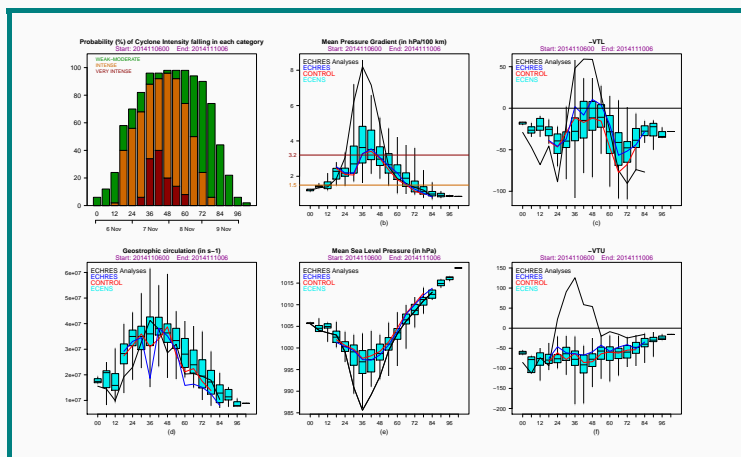 Probability (%) of Cyclone Intensity falling in each category
Start: 2014110600 End: 2014111006
WEAK-MODERATE
INTENSE
VERY INTENSE
100
80
60
40
20
0
0 12 24 36 48 60 72 84 96
6 Nov 7 Nov 8 Nov 9 Nov
Mean Pressure Gradient (in hPa/100 km)
Start: 2014110600 End: 2014111006
ECHRES Analyses
ECHRES
CONTROL
ECENS
8
6
4
3.2
2
1.5
00 12 24 36 48 60 72 84 96
(b)
-VTL
Start: 2014110600 End: 2014111006
ECHRES Analyses
ECHRES
CONTROL
ECENS
50
0
-50
-100
00 12 24 36 48 60 72 84 96
(c)
Geostrophic circulation (in s-1)
Start: 2014110600 End: 2014111006
ECHRES Analyses
ECHRES
CONTROL
ECENS
6e+07
5e+07
4e+07
3e+07
2e+07
1e+07
00 12 24 36 48 60 72 84 96
(d)
Mean Sea Level Pressure (in hPa)
Start: 2014110600 End: 2014111006
ECHRES Analyses
ECHRES
CONTROL
ECENS
1015
1010
1005
1000
995
990
985
00 12 24 36 48 60 72 84 96
(e)
-VTU
Start: 2014110600 End: 2014111006
ECHRES Analyses
ECHRES
CONTROL
ECENS
150
100
50
0
-50
-100
-150
-200
00 12 24 36 48 60 72 84 96
(f)